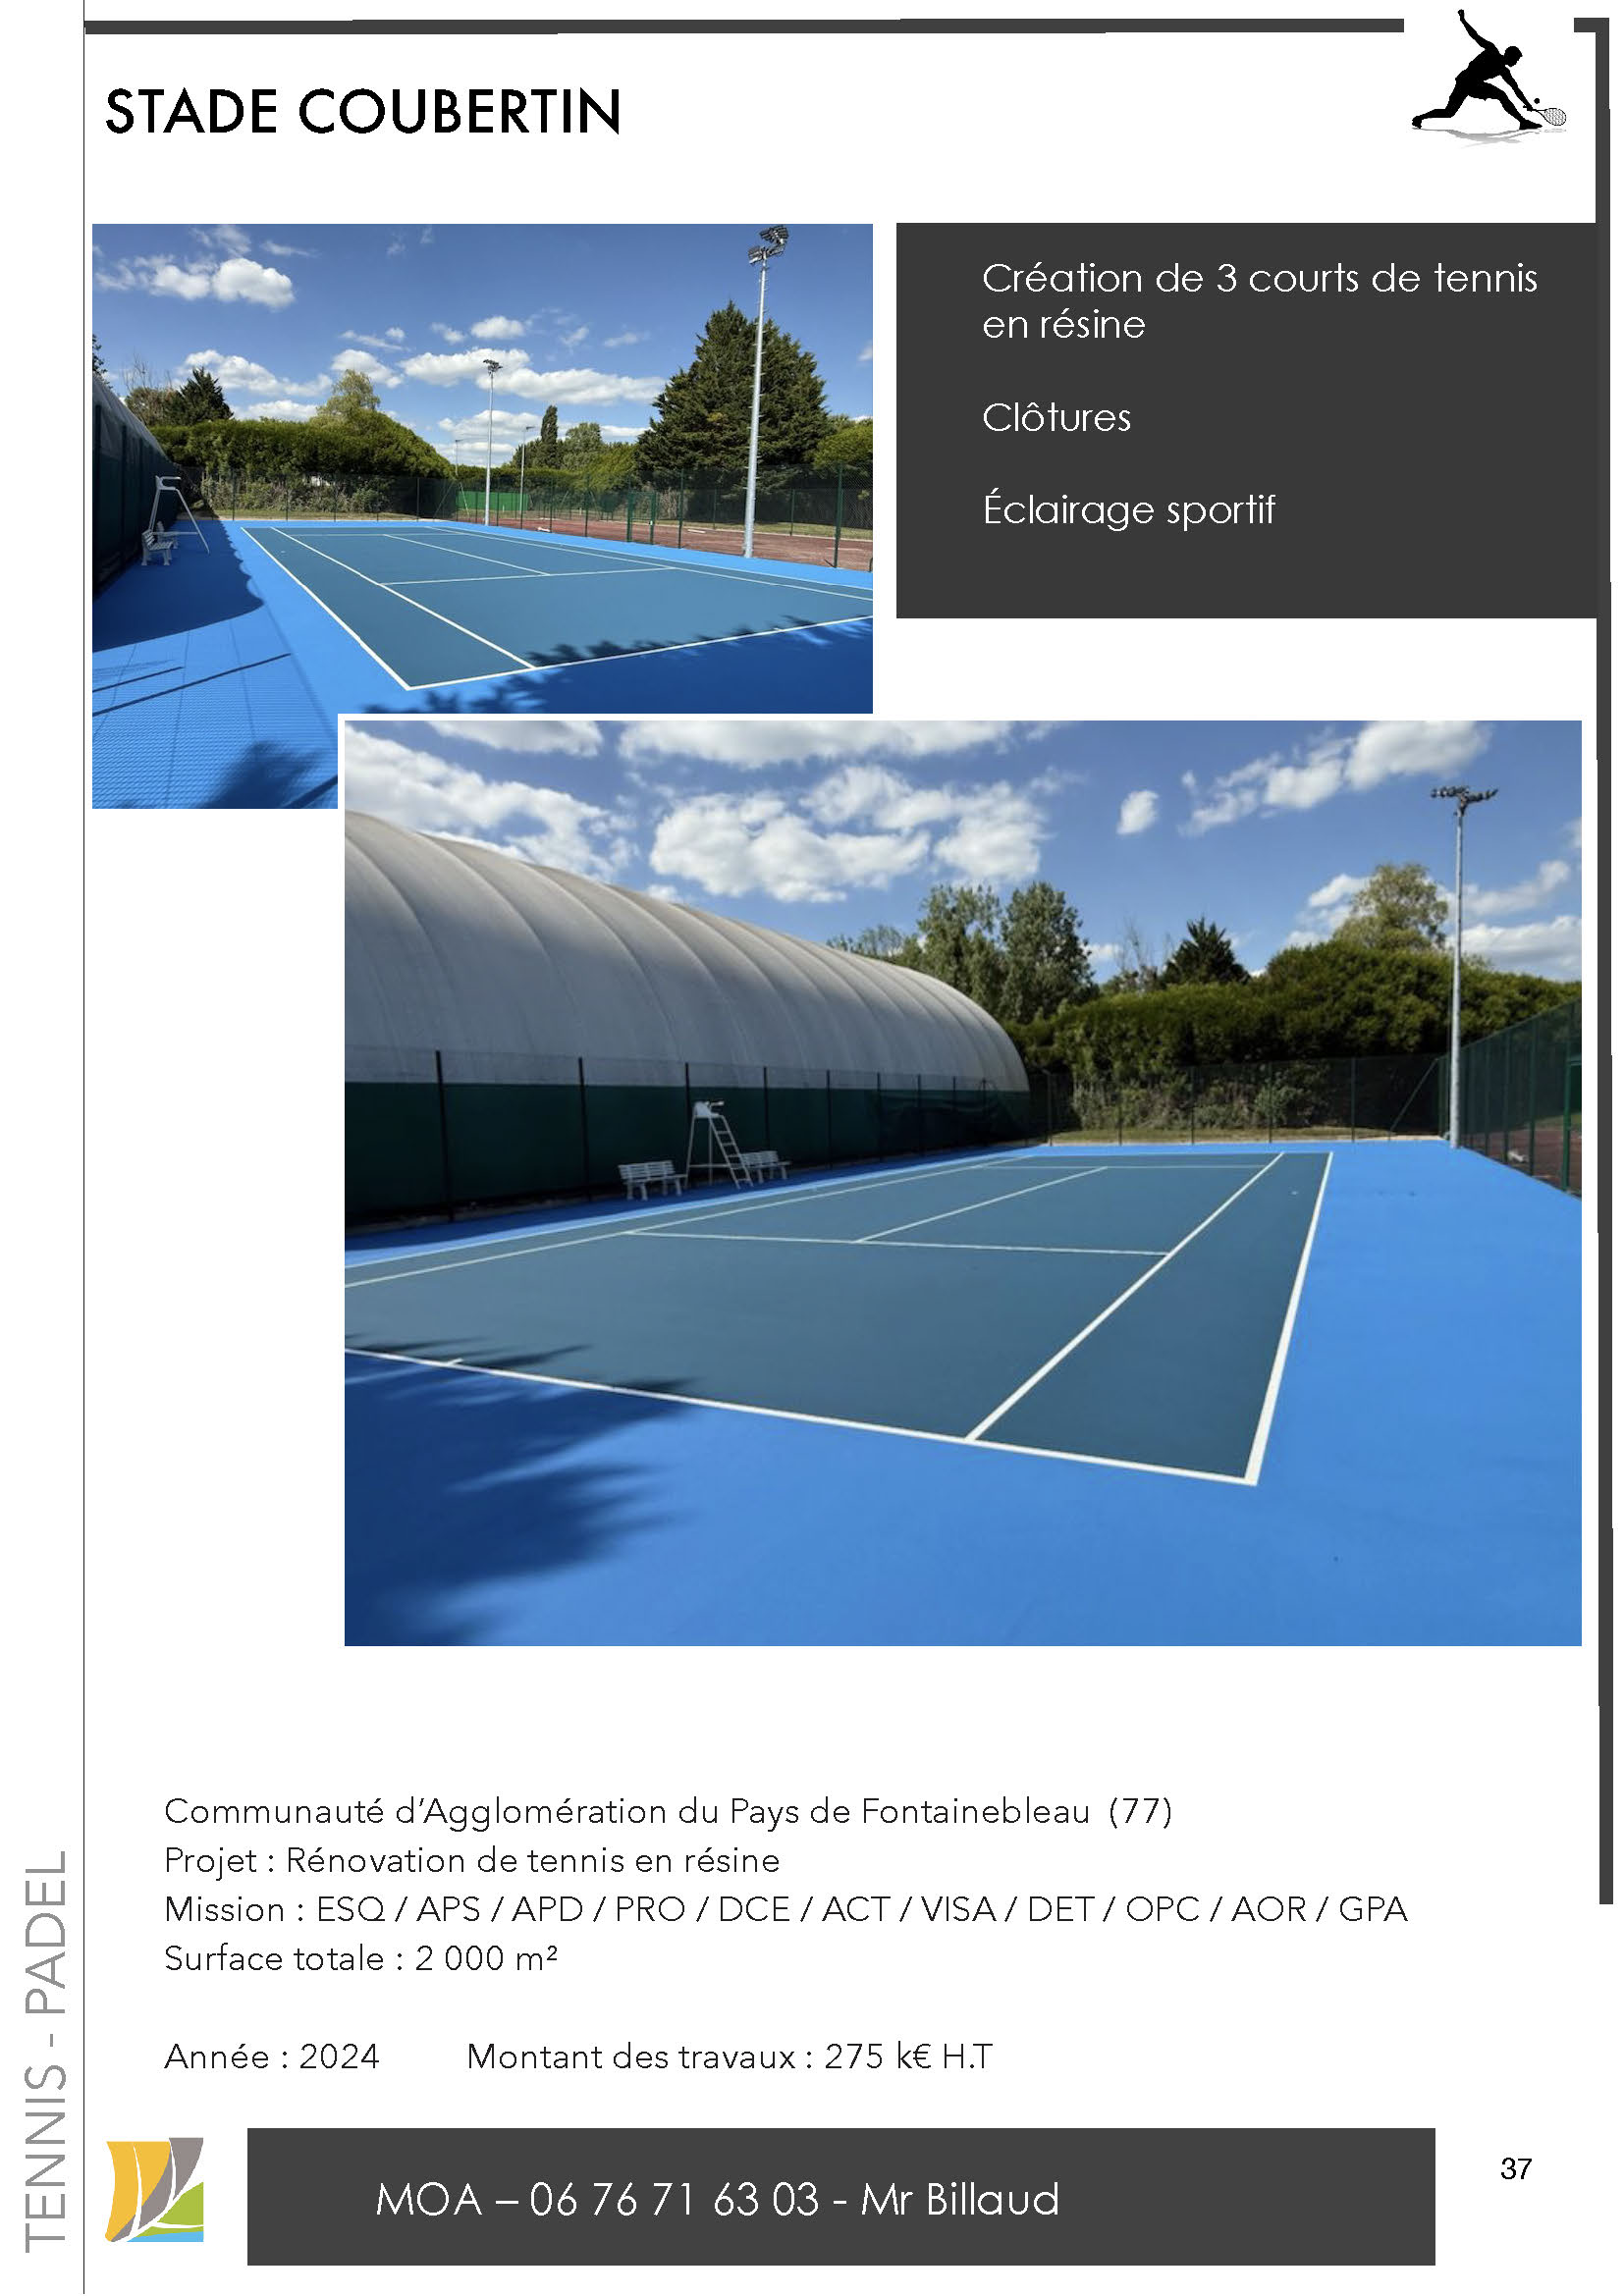 STADE COUBERTIN
Création de 3 courts de tennis
en résine
Clôtures
Éclairage sportif
Communauté d’Agglomération du Pays de Fontainebleau (77)
Projet : Rénovation de tennis en résine
Mission : ESQ / APS / APD / PRO / DCE / ACT / VISA / DET / OPC / AOR / GPA
Surface totale : 2 000 m²
Année : 2024 Montant des travaux : 275 k€ H.T
TENNIS - PADEL
MOA – 06 76 71 63 03 - Mr Billaud
37